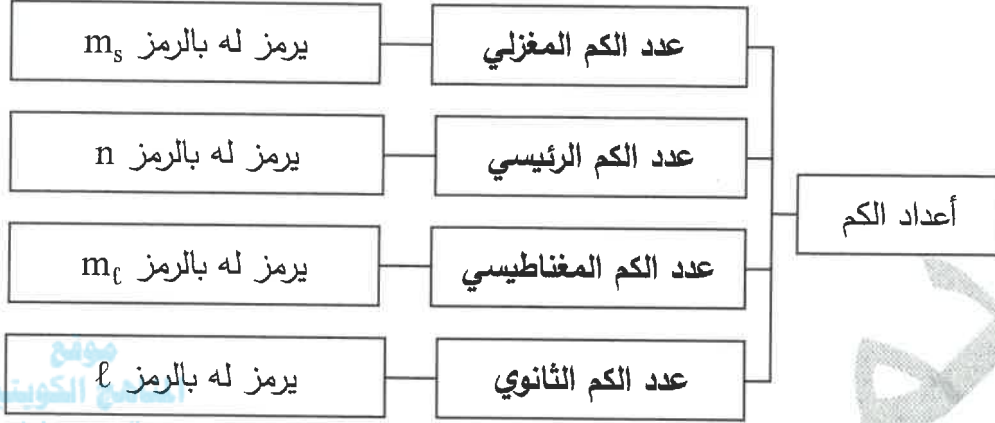 أعداد الكم
عدد الكم المغزلي
يرمز له بالرمز mₛ
عدد الكم الرئيسي
يرمز له بالرمز n
عدد الكم المغناطيسي
يرمز له بالرمز m_ℓ
عدد الكم الثانوي
يرمز له بالرمز ℓ
موقع
المناهج الكويتية